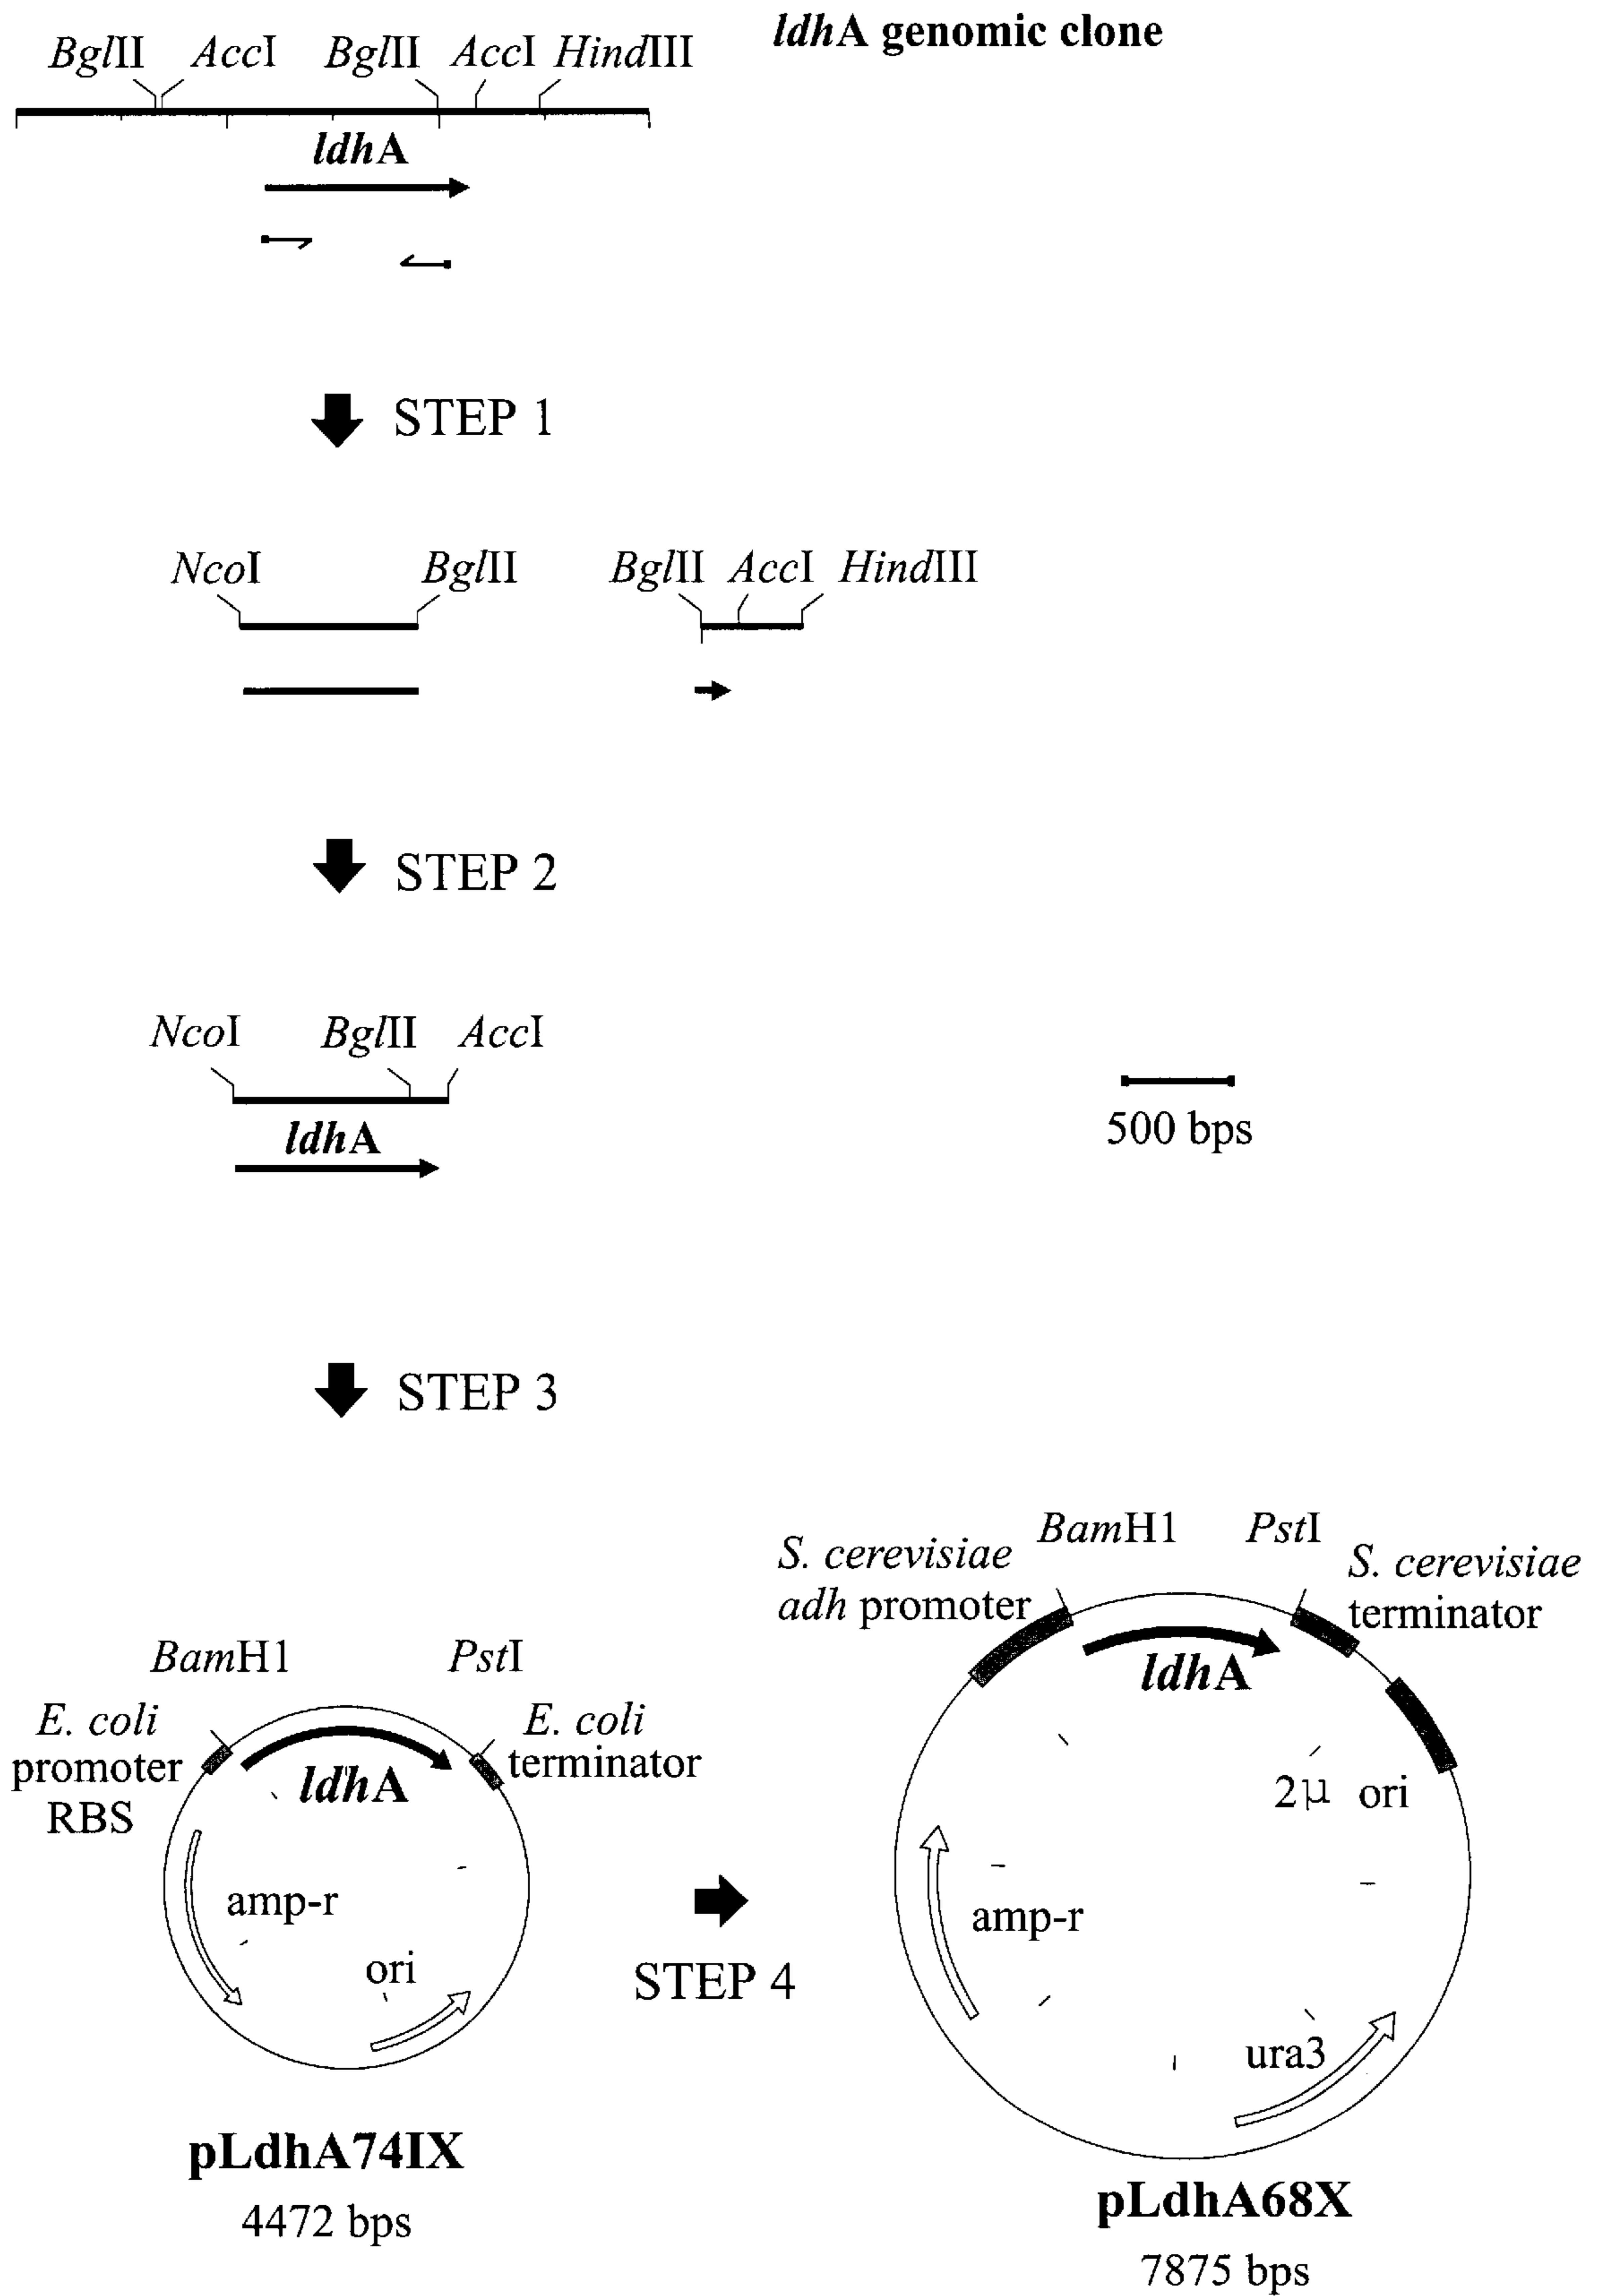 ldhA genomic clone
BglII AccI BglII AccI HindIII
ldhA
STEP 1
NcoI BglII BglII AccI HindIII
STEP 2
NcoI BglII AccI
ldhA
500 bps
STEP 3
BamH1 PstI
E. coli
promoter
RBS
E. coli
terminator
ldhA
amp-r
ori
pLdhA74IX
4472 bps
STEP 4
BamH1 PstI
S. cerevisiae
adh promoter
S. cerevisiae
terminator
ldhA
2µ ori
amp-r
ura3
pLdhA68X
7875 bps